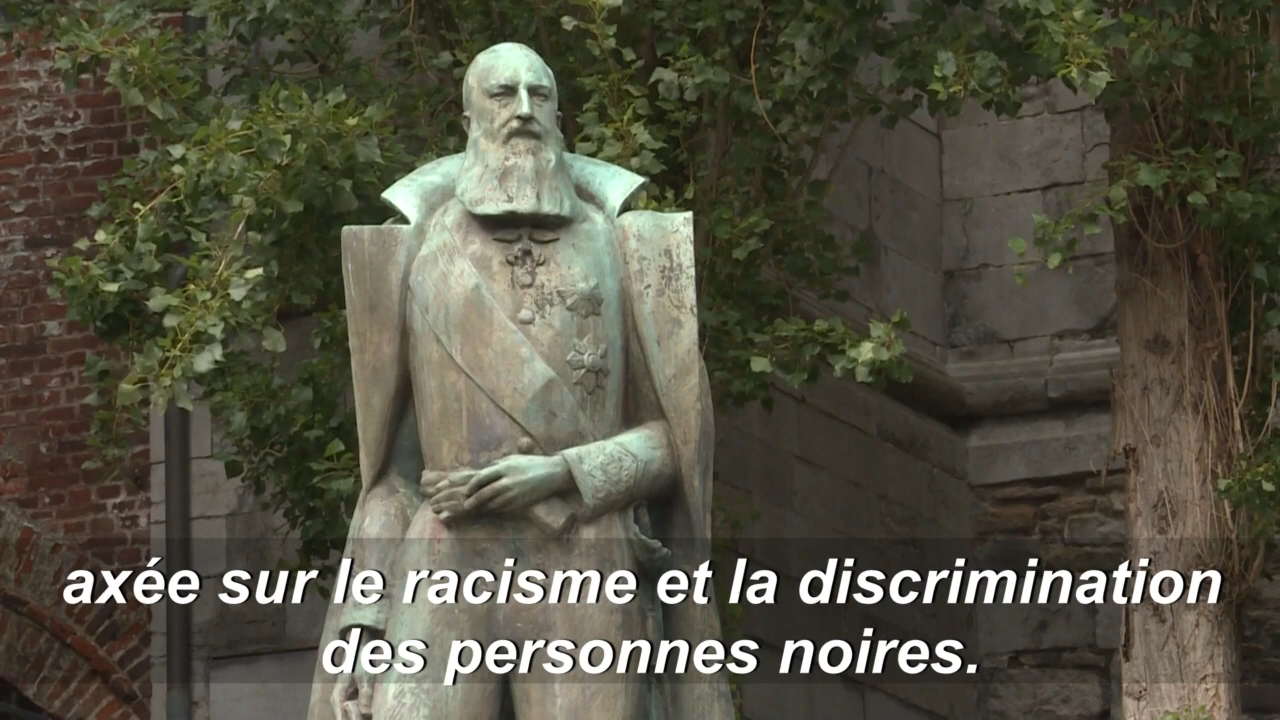 axée sur le racisme et la discrimination
des personnes noires.